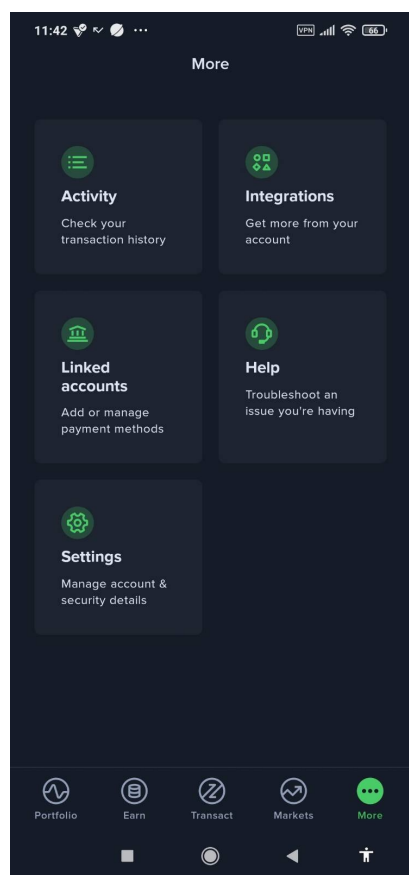 11:42
VPN
66
More
Activity
Check your
transaction history
Integrations
Get more from your
account
Linked
accounts
Add or manage
payment methods
Help
Troubleshoot an
issue you're having
Settings
Manage account &
security details
Portfolio
Earn
Transact
Markets
More